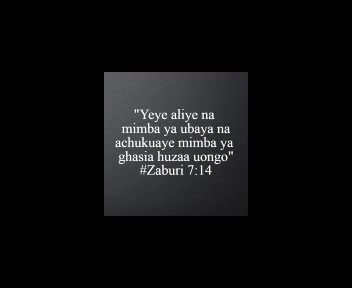 "Yeye aliye na
mimba ya ubaya na
achukuaye mimba ya
ghasia huzaa uongo"
#Zaburi 7:14